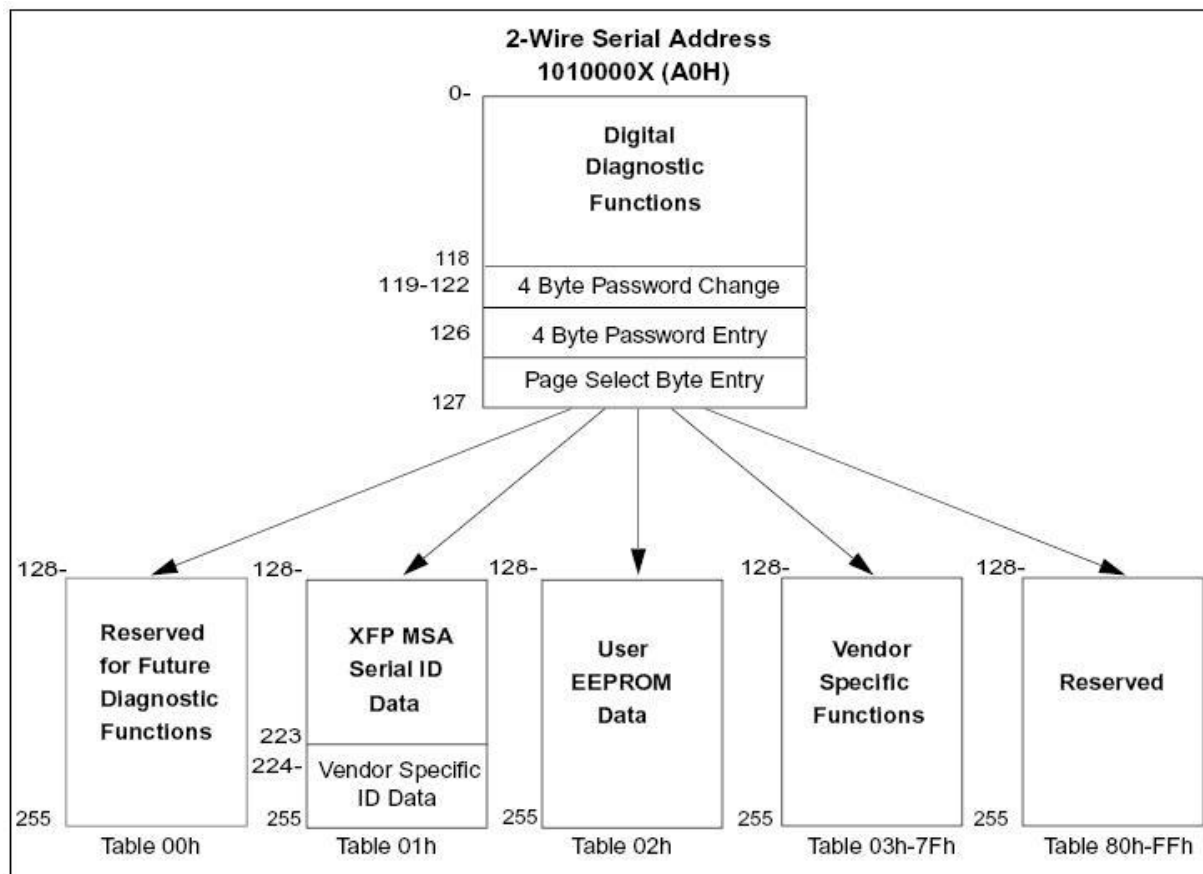 2-Wire Serial Address
1010000X (A0H)
0-
Digital
Diagnostic
Functions
118
119-122
4 Byte Password Change
126
4 Byte Password Entry
Page Select Byte Entry
127
128-
Reserved
for Future
Diagnostic
Functions
255
Table 00h
128-
XFP MSA
Serial ID
Data
223
224-
Vendor Specific
ID Data
255
Table 01h
128-
User
EEPROM
Data
255
Table 02h
128-
Vendor
Specific
Functions
255
Table 03h-7Fh
128-
Reserved
255
Table 80h-FFh